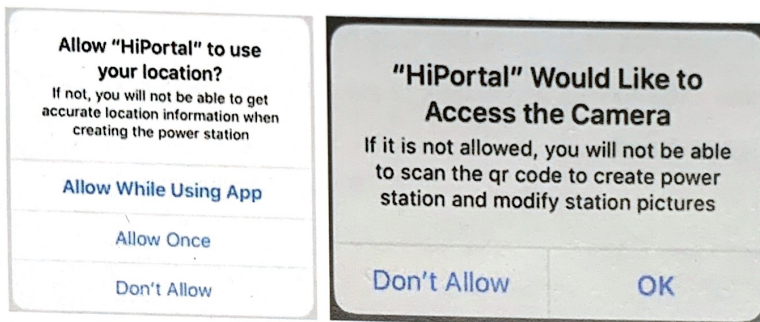 Allow “HiPortal” to use
your location?
If not, you will not be able to get
accurate location information when
creating the power station
Allow While Using App
Allow Once
Don't Allow
“HiPortal” Would Like to
Access the Camera
If it is not allowed, you will not be able
to scan the qr code to create power
station and modify station pictures
Don't Allow
OK